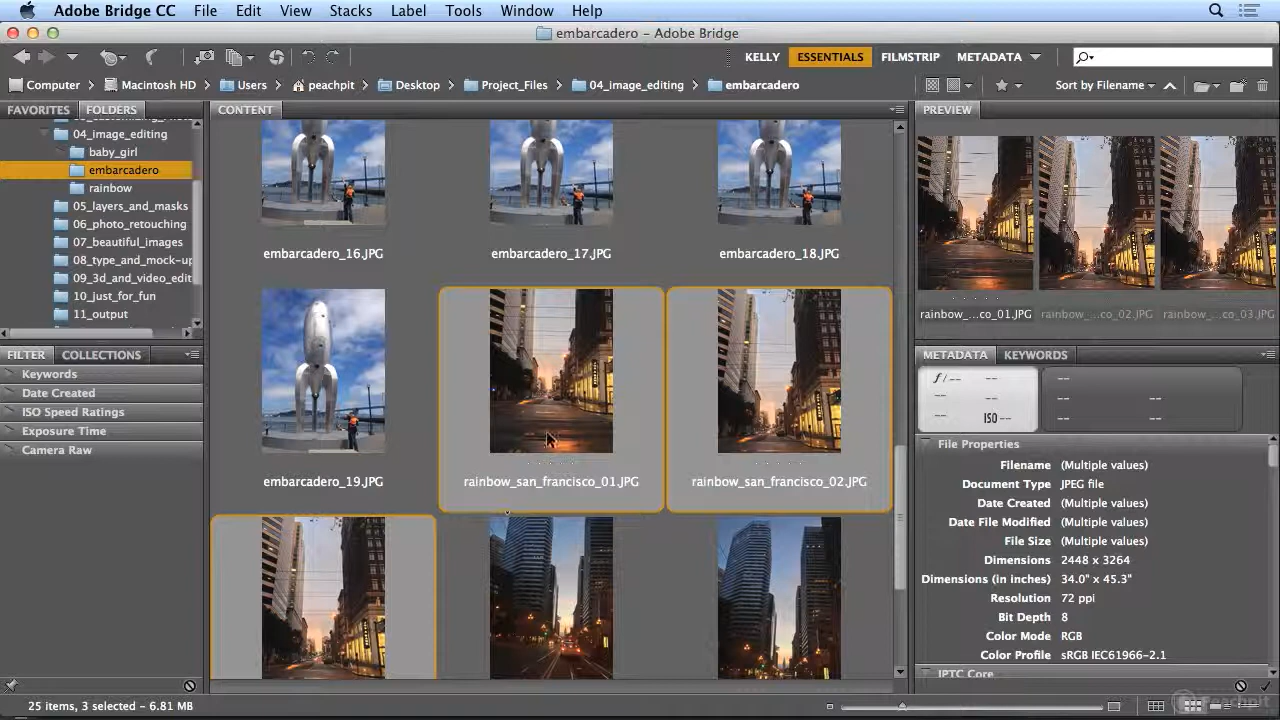 Adobe Bridge CC File Edit View Stacks Label Tools Window Help
embarcadero – Adobe Bridge
KELLY ESSENTIALS FILMSTRIP METADATA
Computer Macintosh HD Users peachpit Desktop Project_Files 04_image_editing embarcadero Sort by Filename
FAVORITES FOLDERS
04_image_editing
baby_girl
embarcadero
rainbow
05_layers_and_masks
06_photo_retouching
07_beautiful_images
08_type_and_mock-up
09_3d_and_video_edit
10_just_for_fun
11_output
FILTER COLLECTIONS
Keywords
Date Created
ISO Speed Ratings
Exposure Time
Camera Raw
CONTENT
embarcadero_16.JPG embarcadero_17.JPG embarcadero_18.JPG
embarcadero_19.JPG rainbow_san_francisco_01.JPG rainbow_san_francisco_02.JPG
PREVIEW
rainbow_...co_01.JPG rainbow_...co_02.JPG rainbow_...co_03.JPG
METADATA KEYWORDS
f/-- -- --
-- -- --
-- ISO -- -- --
File Properties
Filename (Multiple values)
Document Type JPEG file
Date Created (Multiple values)
Date File Modified (Multiple values)
File Size (Multiple values)
Dimensions 2448 x 3264
Dimensions (in inches) 34.0" x 45.3"
Resolution 72 ppi
Bit Depth 8
Color Mode RGB
Color Profile sRGB IEC61966-2.1
IPTC Core
25 items, 3 selected - 6.81 MB
Peachpit